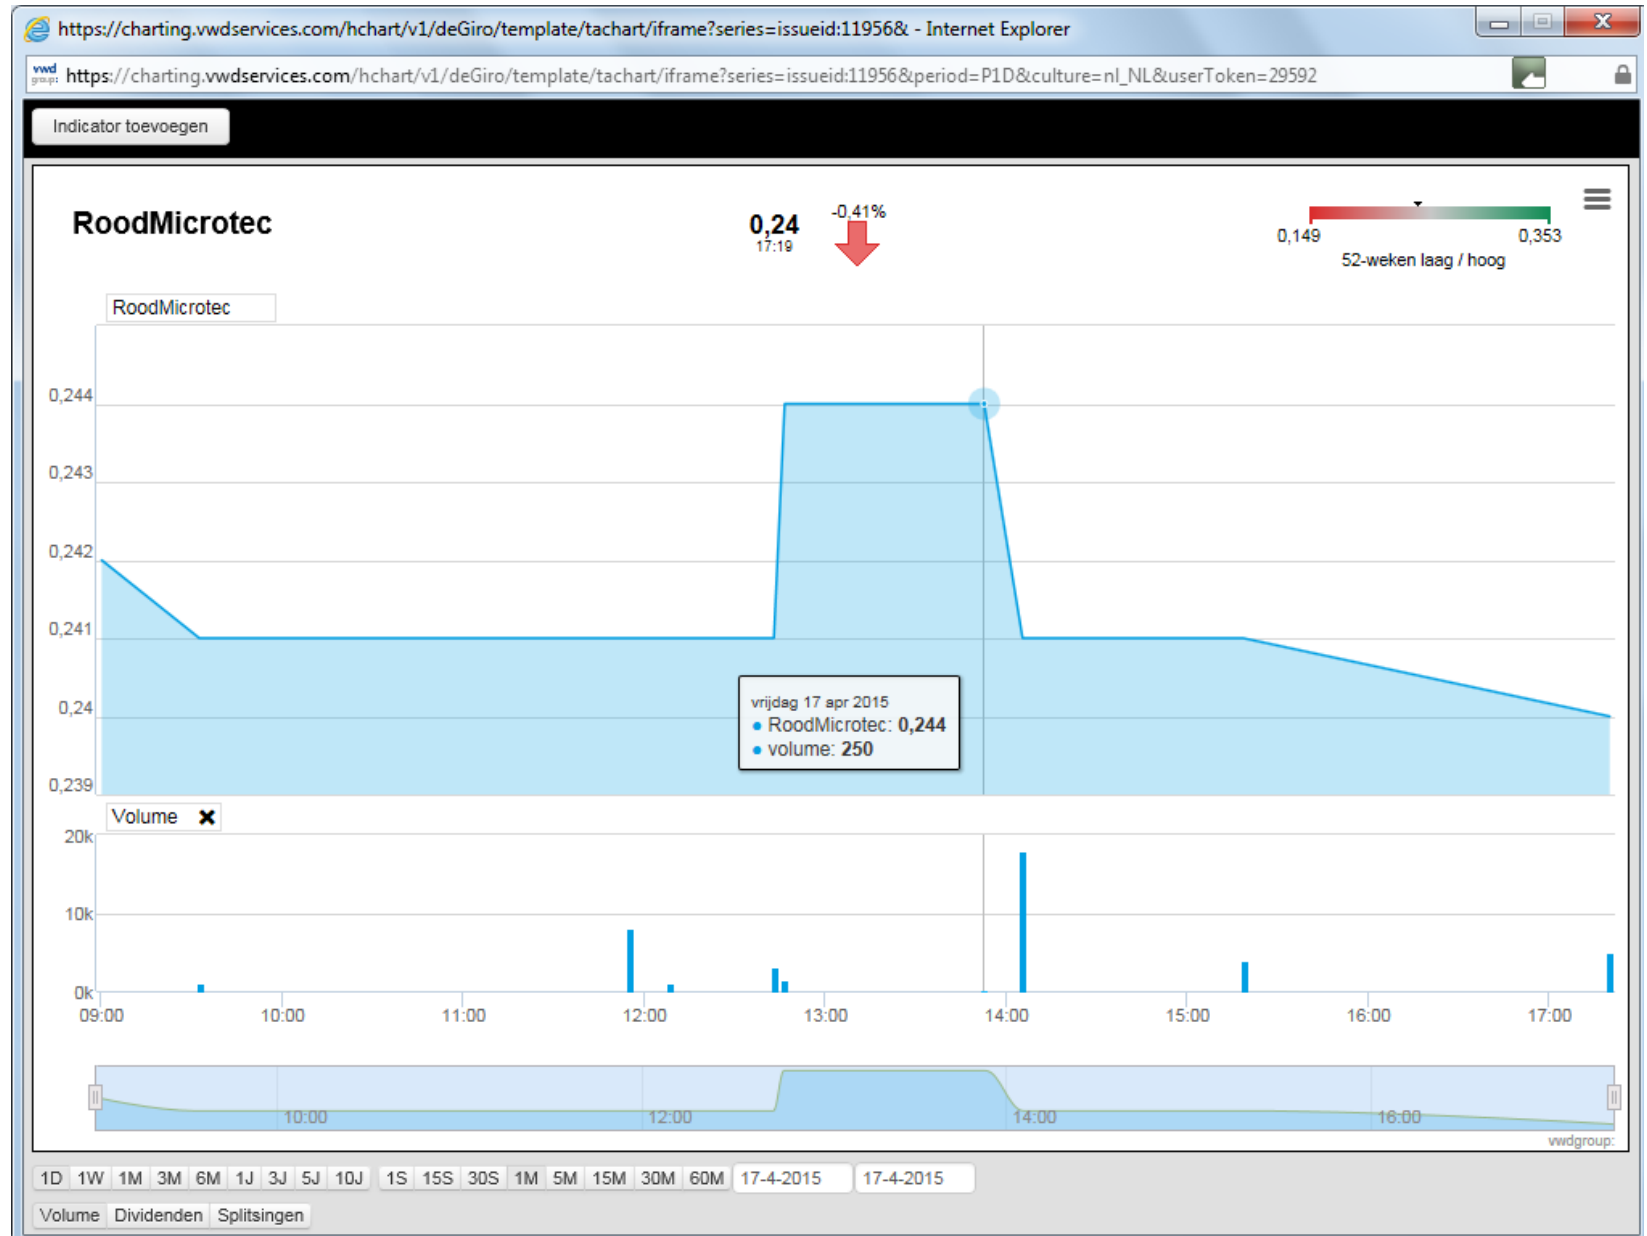 https://charting.vwdservices.com/hchart/v1/deGiro/template/tachart/iframe?series=issueid:11956& - Internet Explorer
vwd group: https://charting.vwdservices.com/hchart/v1/deGiro/template/tachart/iframe?series=issueid:11956&period=P1D&culture=nl_NL&userToken=29592
Indicator toevoegen
RoodMicrotec
0,24
17:19
-0,41%
0,149 0,353
52-weken laag / hoog
RoodMicrotec
0,244
0,243
0,242
0,241
0,24
0,239
vrijdag 17 apr 2015
RoodMicrotec: 0,244
volume: 250
Volume
20k
10k
0k
09:00 10:00 11:00 12:00 13:00 14:00 15:00 16:00 17:00
10:00 12:00 14:00 16:00
vwdgroup:
1D 1W 1M 3M 6M 1J 3J 5J 10J 1S 15S 30S 1M 5M 15M 30M 60M 17-4-2015 17-4-2015
Volume Dividenden Splitsingen